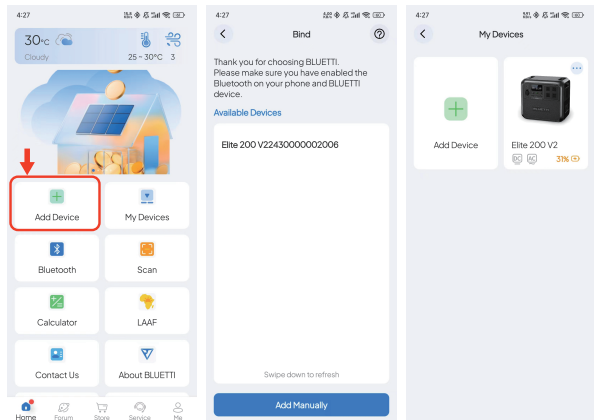 4:27
30°C
Cloudy
25 ~ 30°C 3
Add Device
My Devices
Bluetooth
Scan
Calculator
LAAF
Contact Us
About BLUETTI
Home
Forum
Store
Service
Me
4:27
Bind
Thank you for choosing BLUETTI.
Please make sure you have enabled the
Bluetooth on your phone and BLUETTI
device.
Available Devices
Elite 200 V22430000002006
Swipe down to refresh
Add Manually
4:27
My Devices
Add Device
Elite 200 V2
DC AC 31%